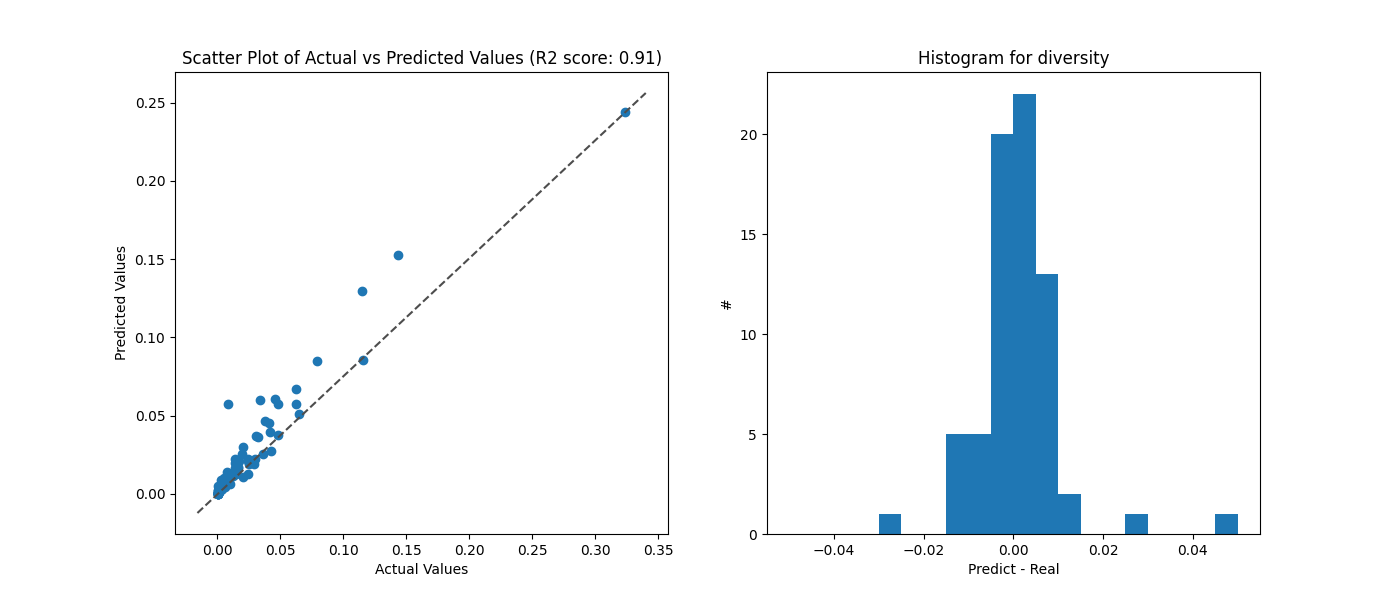 Scatter Plot of Actual vs Predicted Values (R2 score: 0.91)
0.25
0.20
0.15
0.10
0.05
0.00
Predicted Values
0.00 0.05 0.10 0.15 0.20 0.25 0.30 0.35
Actual Values
Histogram for diversity
20
15
10
5
0
#
−0.04 −0.02 0.00 0.02 0.04
Predict - Real